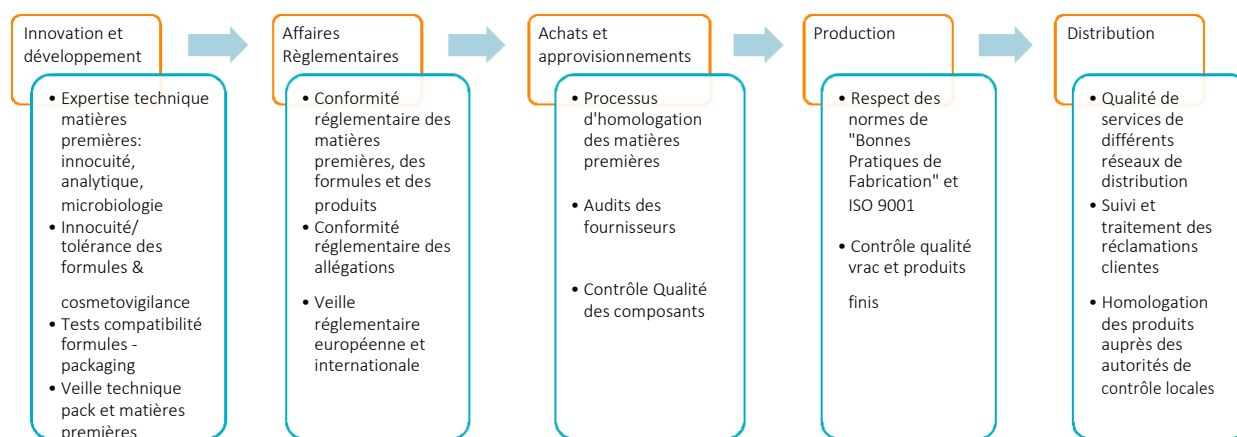 Innovation et
développement
• Expertise technique
matières
premières:
innocuité,
analytique,
microbiologie
• Innocuité/
tolérance des
formules &
cosmetovigilance
• Tests compatibilité
formules -
packaging
• Veille technique
pack et matières
premières
Affaires
Règlementaires
• Conformité
réglementaire des
matières
premières, des
formules et des
produits
• Conformité
réglementaire des
allégations
• Veille
réglementaire
européenne et
internationale
Achats et
approvisionnements
• Processus
d'homologation
des matières
premières
• Audits des
fournisseurs
• Contrôle Qualité
des composants
Production
• Respect des
normes de
"Bonnes
Pratiques de
Fabrication" et
ISO 9001
• Contrôle qualité
vrac et produits
finis
Distribution
• Qualité de
services de
différents
réseaux de
distribution
• Suivi et
traitement des
réclamations
clientes
• Homologation
des produits
auprès des
autorités de
contrôle locales